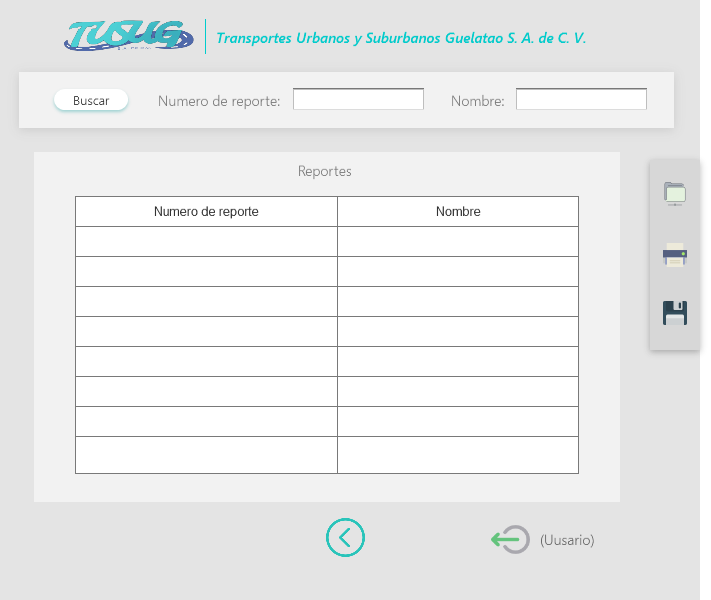 TUSUG
Transportes Urbanos y Suburbanos Guelatao S. A. de C. V.
Buscar
Numero de reporte:
Nombre:
Reportes
Numero de reporte
Nombre
(Uusario)